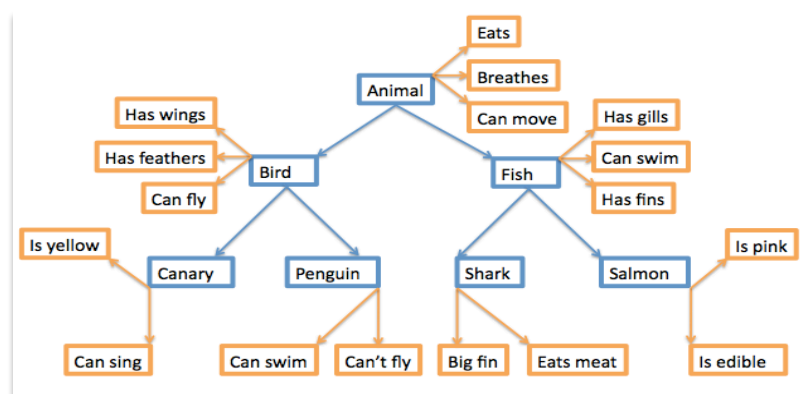 Eats
Animal
Breathes
Can move
Has wings
Has feathers
Can fly
Bird
Fish
Has gills
Can swim
Has fins
Is yellow
Canary
Can sing
Penguin
Can swim
Can't fly
Shark
Big fin
Eats meat
Salmon
Is pink
Is edible